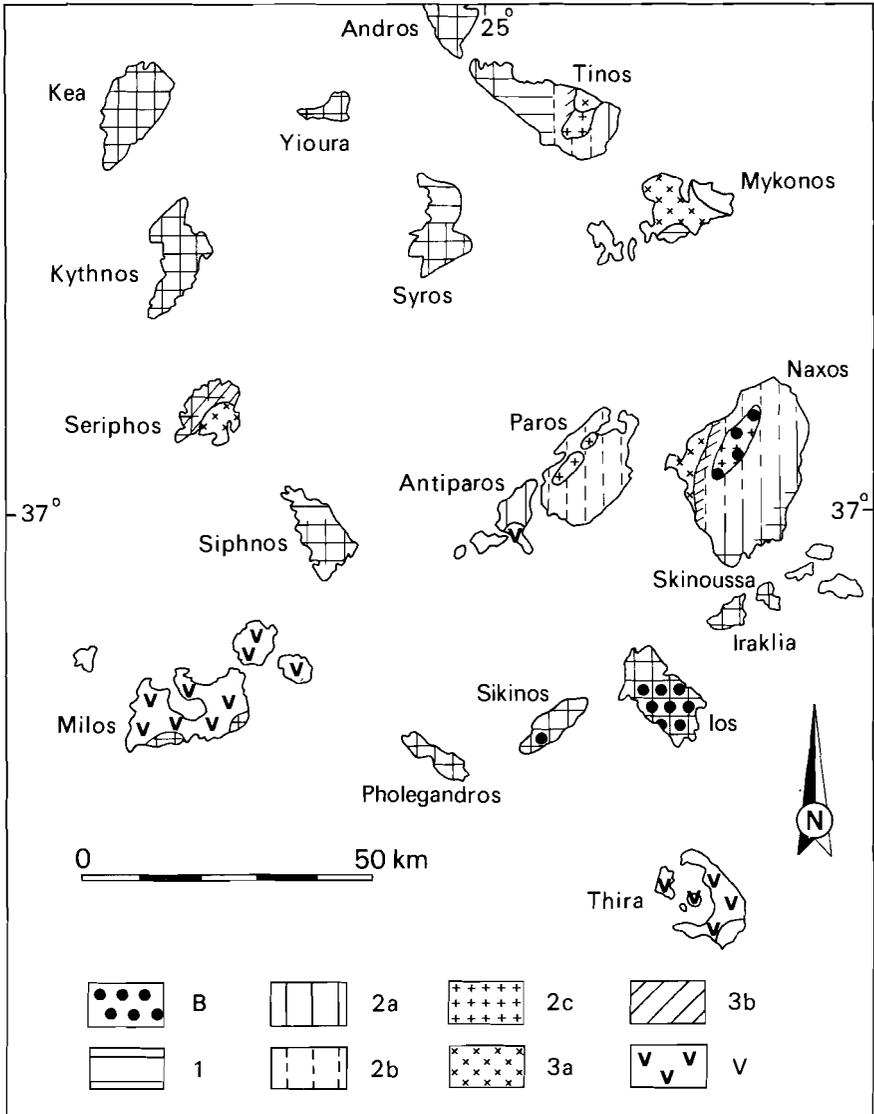 Andros
25°
Tinos
Kea
Yioura
Mykonos
Kythnos
Syros
Naxos
Seriphos
Paros
Antiparos
37°
37°
Siphnos
Skinoussa
Iraklia
Sikinos
Milos
Ios
Pholegandros
N
0 50 km
Thira
B 2a 2c 3b
1 2b 3a V